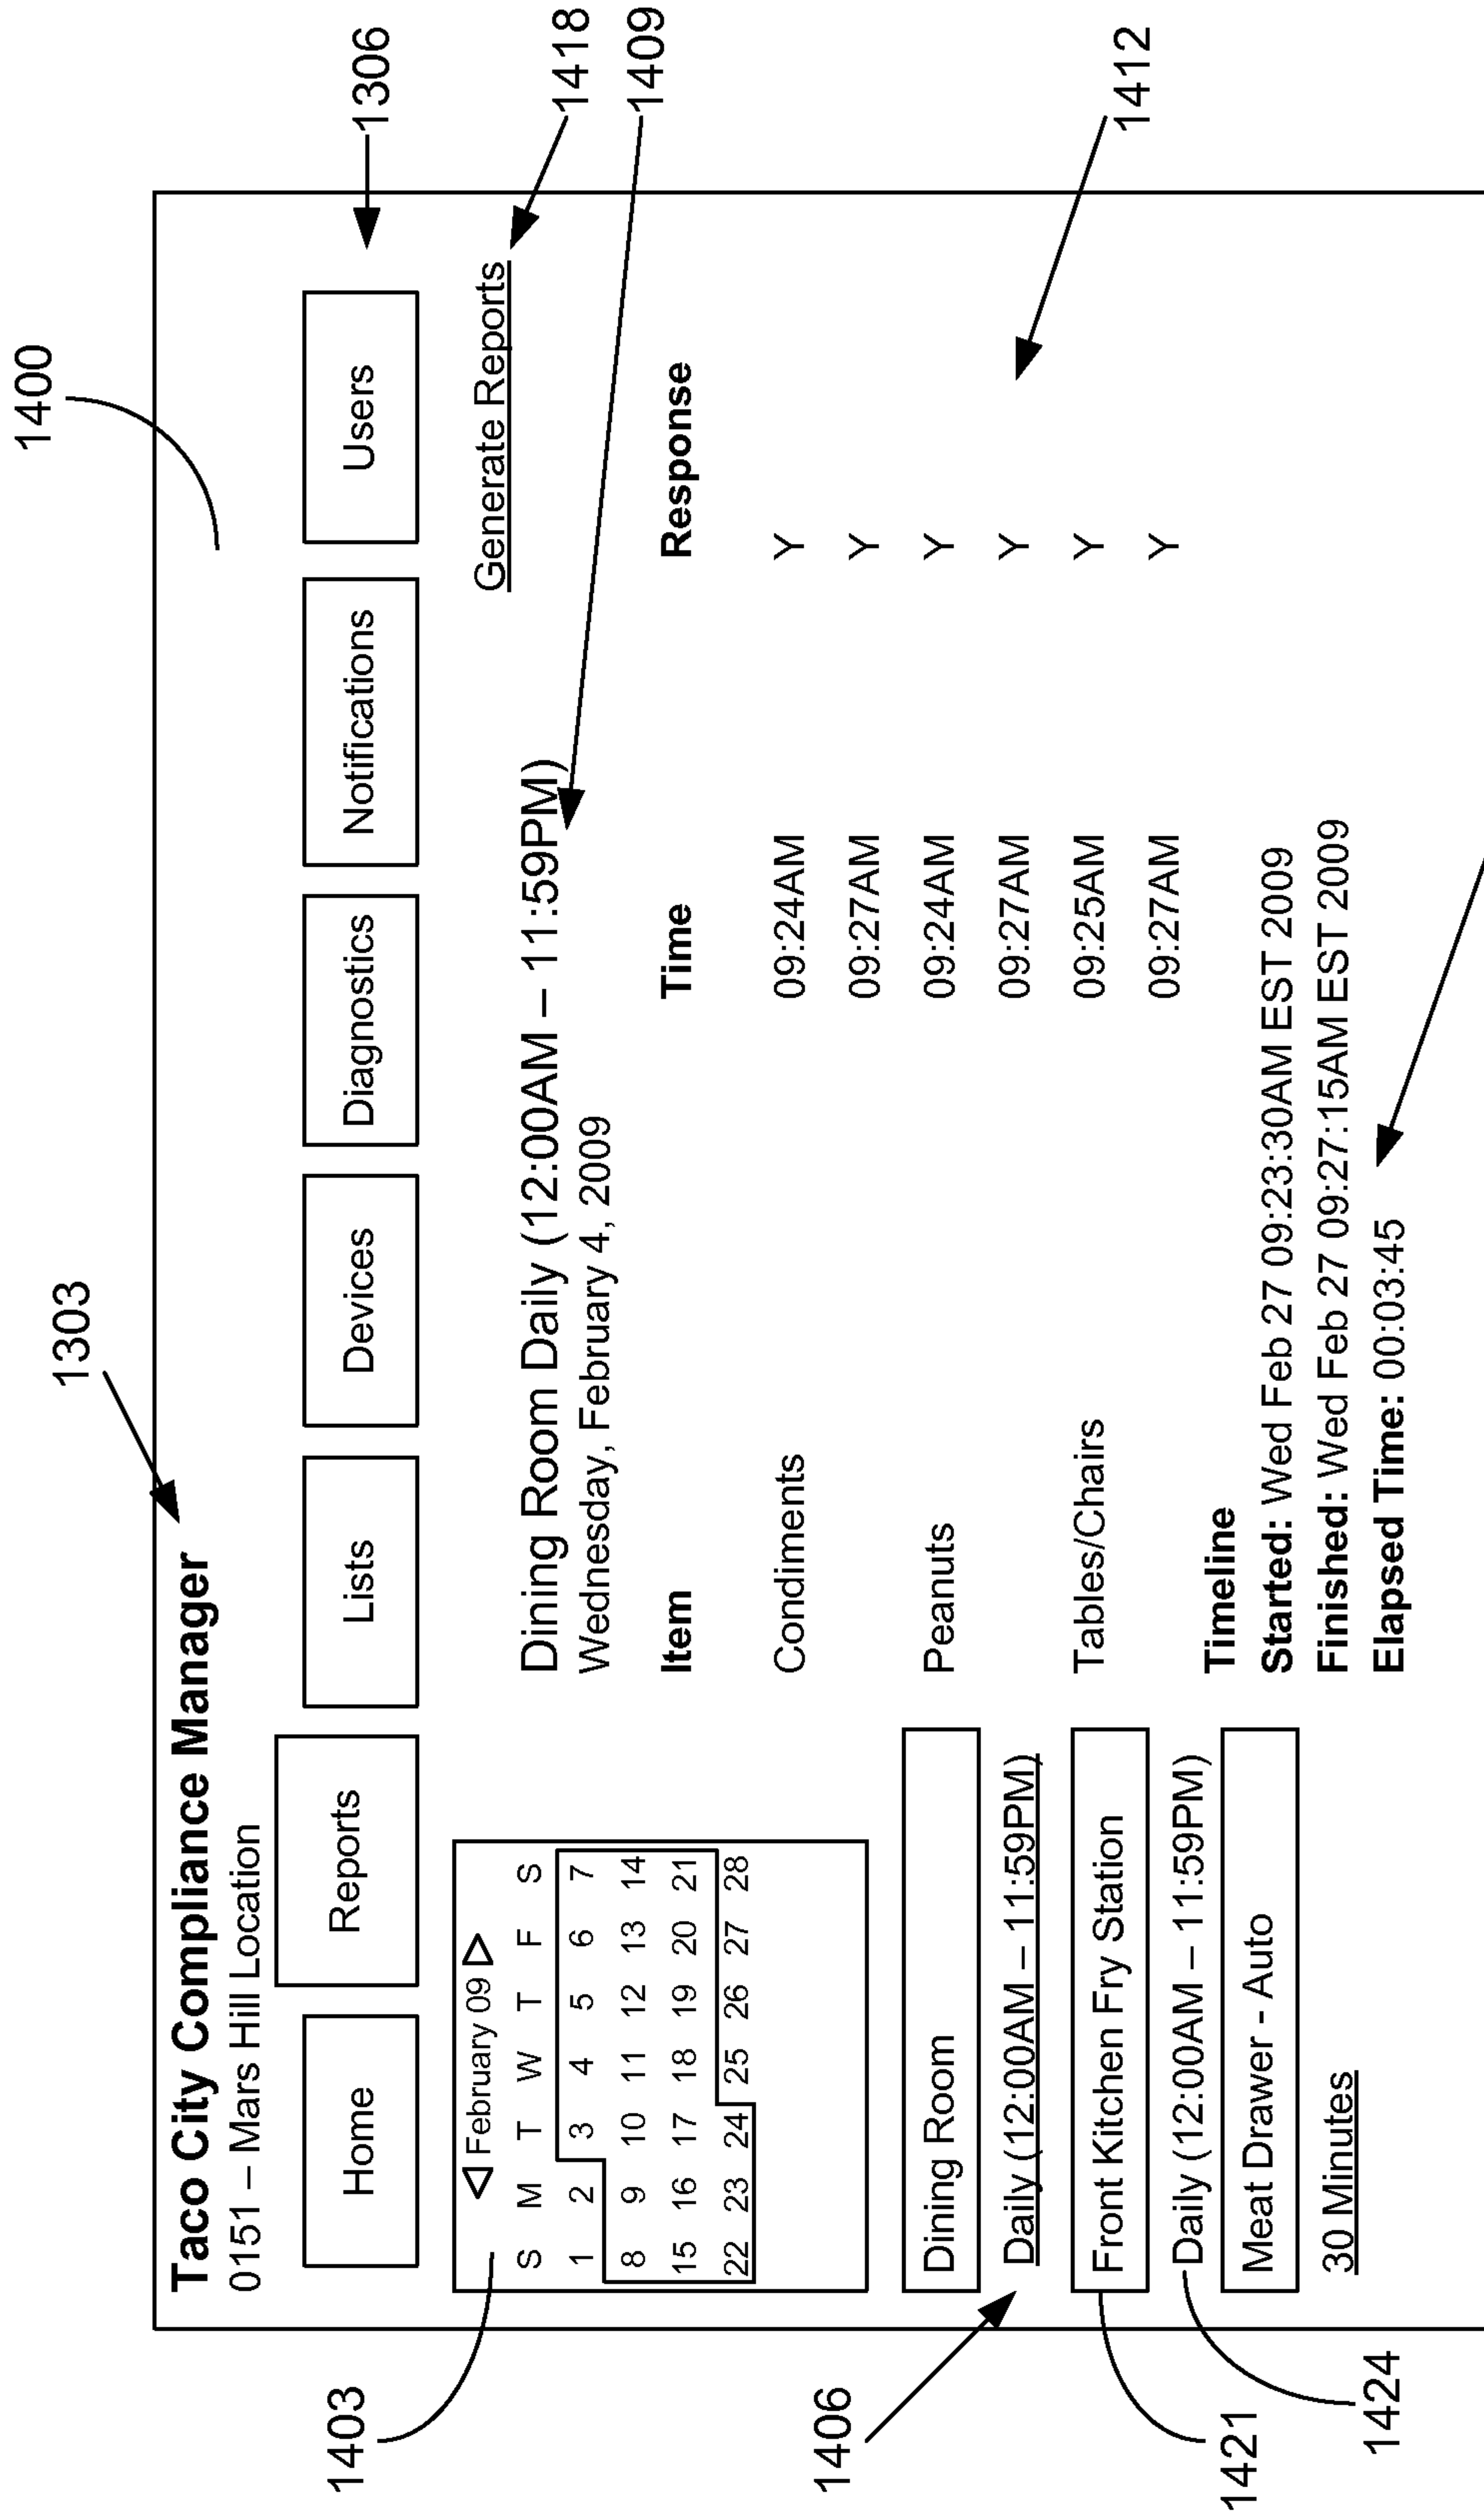 1400
1303
Taco City Compliance Manager
0151 – Mars Hill Location
1306
Home
Reports
Lists
Devices
Diagnostics
Notifications
Users
1403
February 09
S M T W T F S
1 2 3 4 5 6 7
8 9 10 11 12 13 14
15 16 17 18 19 20 21
22 23 24 25 26 27 28
Generate Reports
1418
Dining Room Daily (12:00AM – 11:59PM)
1409
Wednesday, February 4, 2009
Item Time Response
Condiments 09:24AM Y
09:27AM Y
Peanuts 09:24AM Y
09:27AM Y
Tables/Chairs 09:25AM Y
09:27AM Y
1412
Timeline
Started: Wed Feb 27 09:23:30AM EST 2009
Finished: Wed Feb 27 09:27:15AM EST 2009
Elapsed Time: 00:03:45
Dining Room
1406
Daily (12:00AM – 11:59PM)
Front Kitchen Fry Station
1421
Daily (12:00AM – 11:59PM)
1424
Meat Drawer - Auto
30 Minutes